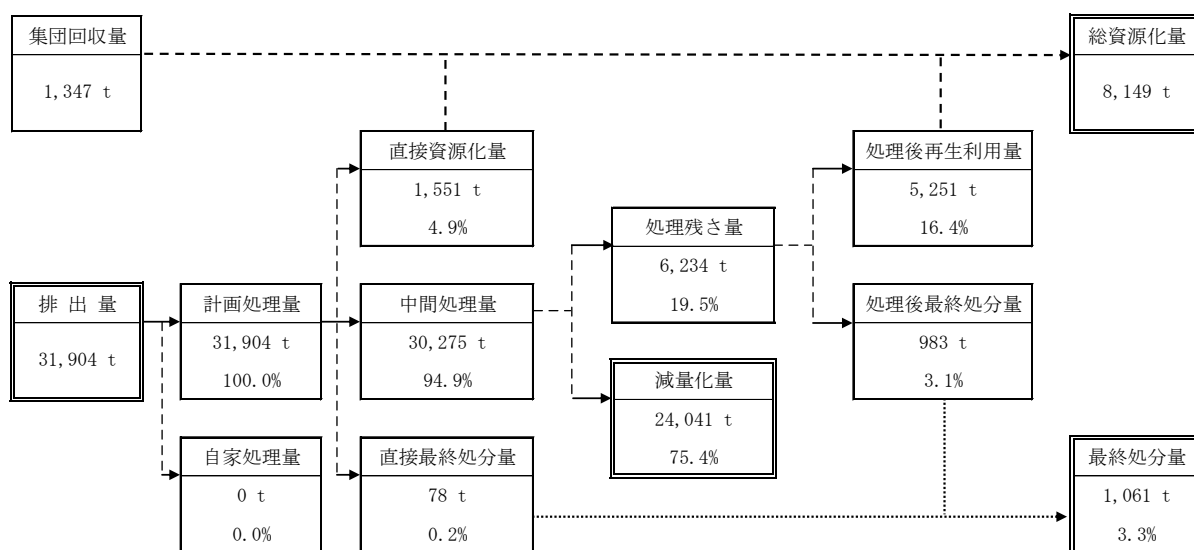 集団回収量
1,347 t
総資源化量
8,149 t
直接資源化量
1,551 t
4.9%
処理後再生利用量
5,251 t
16.4%
処理残さ量
6,234 t
19.5%
排 出 量
31,904 t
計画処理量
31,904 t
100.0%
中間処理量
30,275 t
94.9%
処理後最終処分量
983 t
3.1%
減量化量
24,041 t
75.4%
自家処理量
0 t
0.0%
直接最終処分量
78 t
0.2%
最終処分量
1,061 t
3.3%